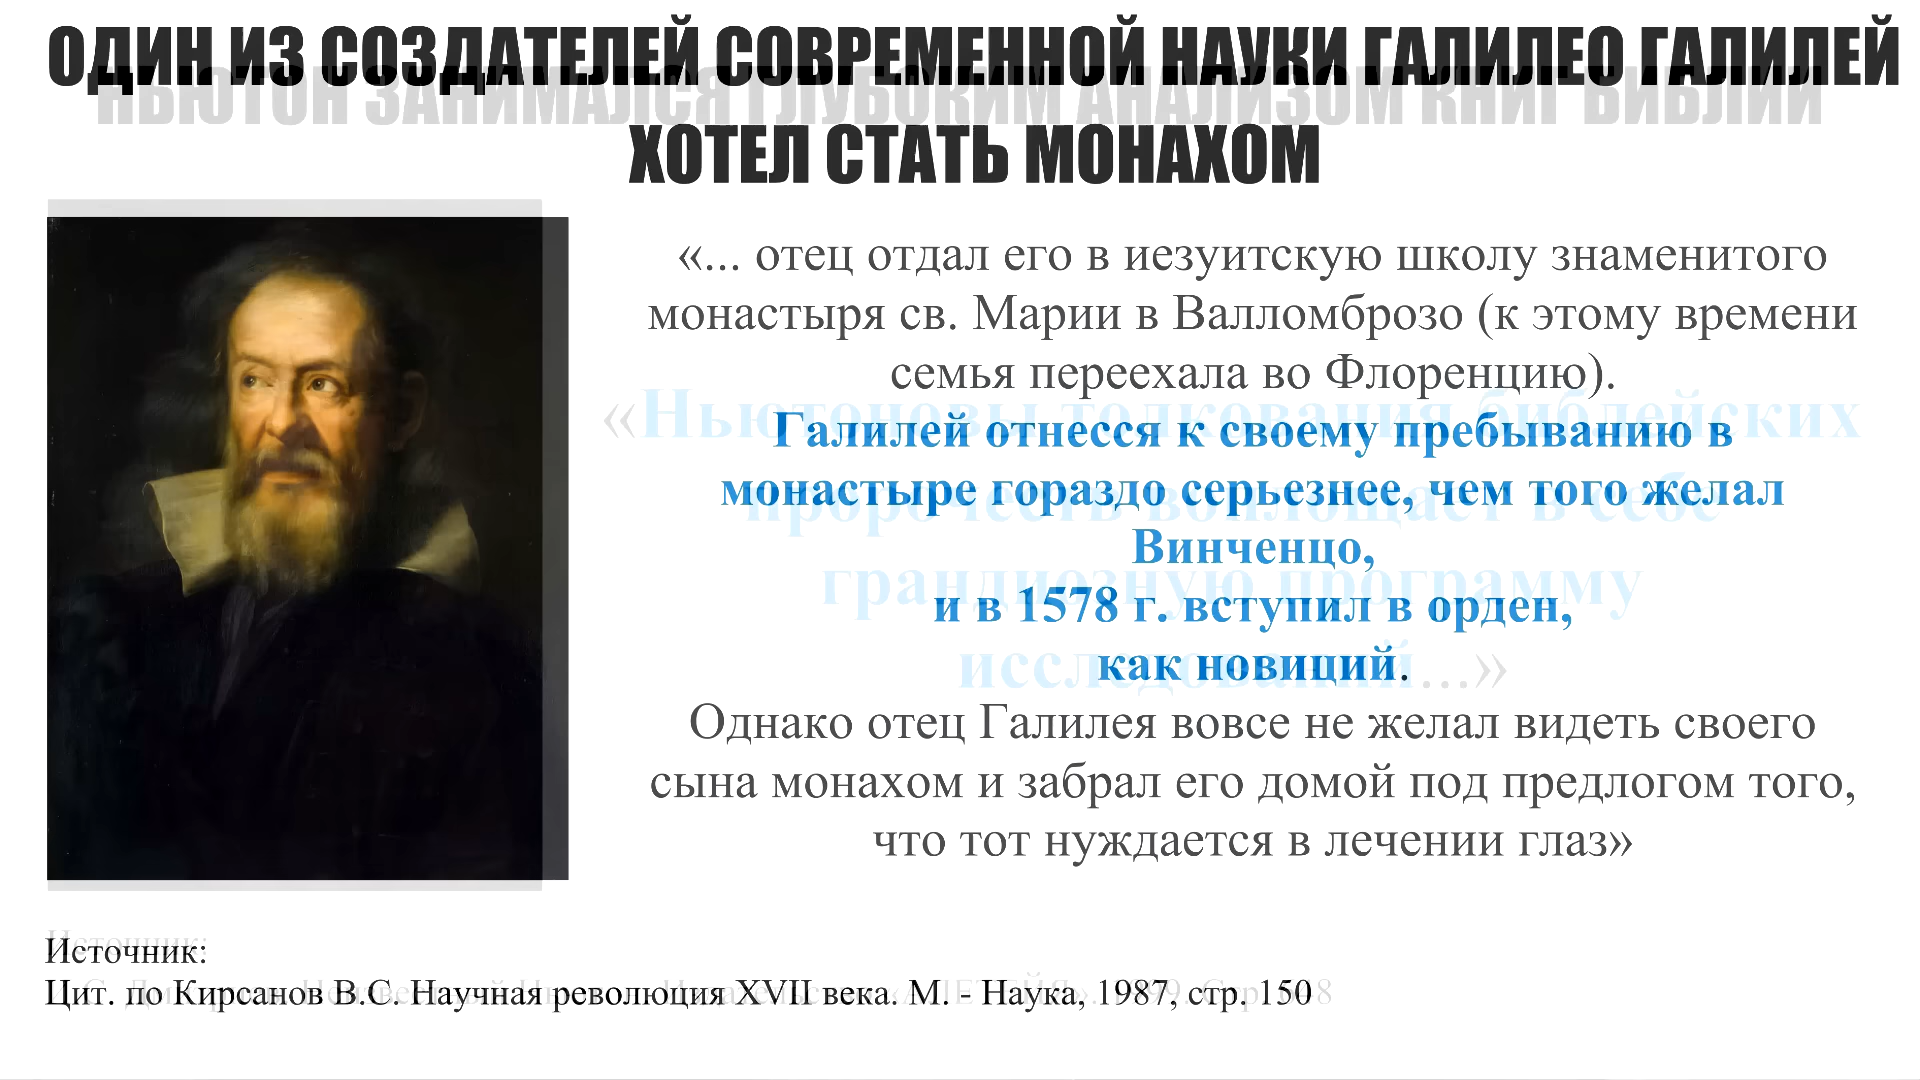 ОДИН ИЗ СОЗДАТЕЛЕЙ СОВРЕМЕННОЙ НАУКИ ГАЛИЛЕО ГАЛИЛЕЙ
НЬЮТОН ЗАНИМАЛСЯ ГЛУБОКИМ АНАЛИЗОМ КНИГ БИБЛИИ
ХОТЕЛ СТАТЬ МОНАХОМ
«... отец отдал его в иезуитскую школу знаменитого
монастыря св. Марии в Валломброзо (к этому времени
семья переехала во Флоренцию).
«Ньютоновы толкования библейских
Галилей отнесся к своему пребыванию в
монастыре гораздо серьезнее, чем того желал
пророчеств воплощают в себе
Винченцо,
грандиозную программу
и в 1578 г. вступил в орден,
исследований...»
как новиций.
Однако отец Галилея вовсе не желал видеть своего
сына монахом и забрал его домой под предлогом того,
что тот нуждается в лечении глаз»
Источник:
Источник:
Цит. по Кирсанов В.С. Научная революция XVII века. М. - Наука, 1987, стр. 150